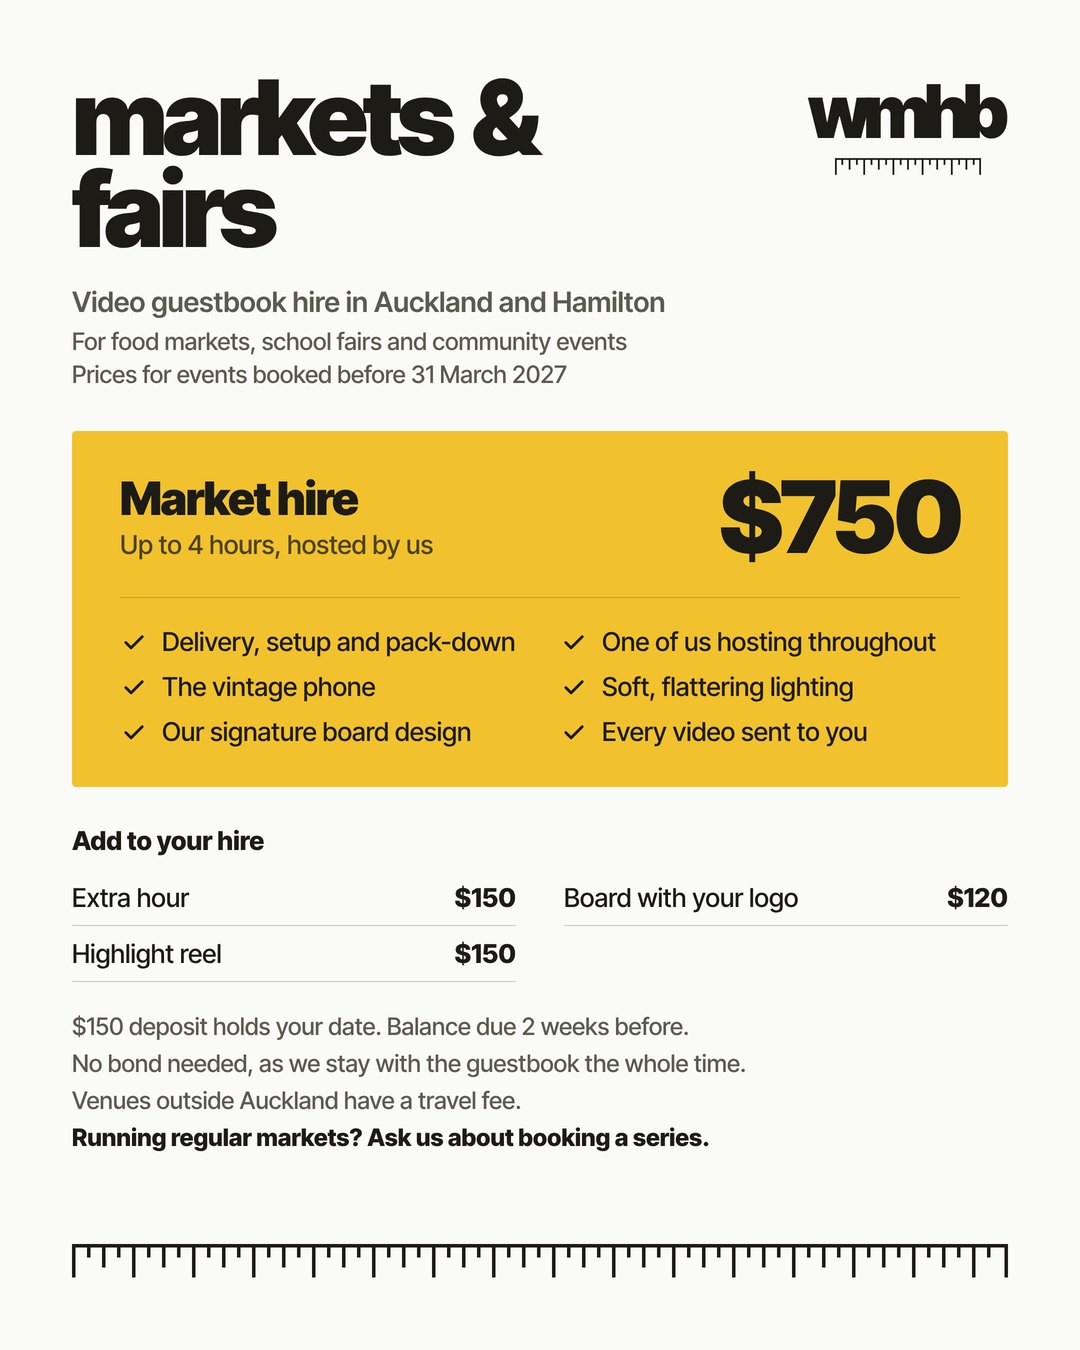 markets &
fairs
wmhb
Video guestbook hire in Auckland and Hamilton
For food markets, school fairs and community events
Prices for events booked before 31 March 2027
Market hire
$750
Up to 4 hours, hosted by us
Delivery, setup and pack-down
One of us hosting throughout
The vintage phone
Soft, flattering lighting
Our signature board design
Every video sent to you
Add to your hire
Extra hour $150
Board with your logo $120
Highlight reel $150
$150 deposit holds your date. Balance due 2 weeks before.
No bond needed, as we stay with the guestbook the whole time.
Venues outside Auckland have a travel fee.
Running regular markets? Ask us about booking a series.